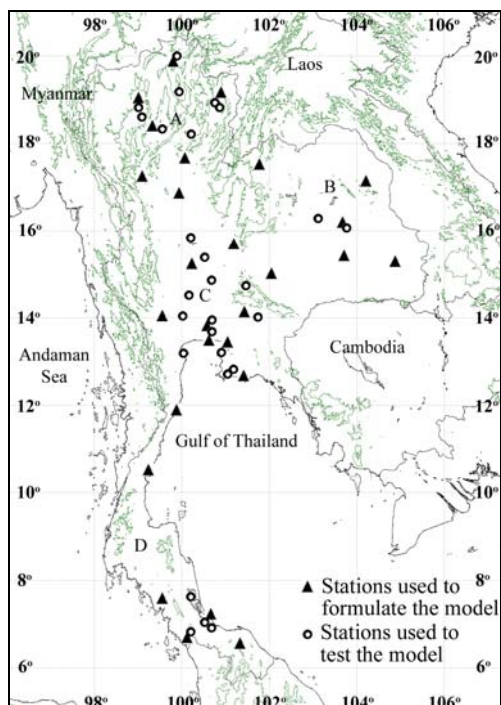 98° 100° 102° 104° 106°
20° 20°
Laos
Myanmar
A
18° 18°
B
16° 16°
C
14° 14°
Andaman
Sea
Cambodia
12° 12°
Gulf of Thailand
10° 10°
D
8° 8°
Stations used to
formulate the model
Stations used to
test the model
6° 6°
98° 100° 102° 104° 106°